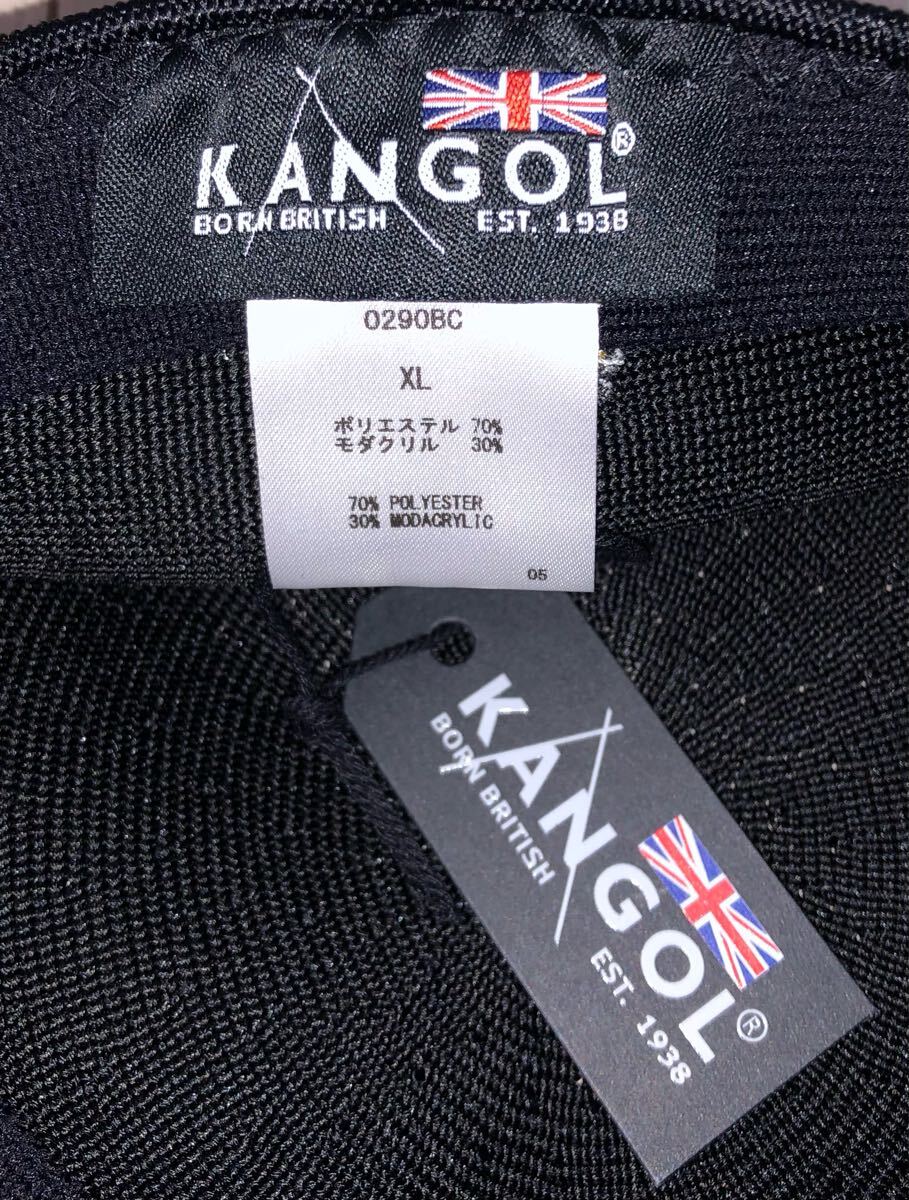 KANGOL®
BORN BRITISH EST. 1938
0290BC
XL
ポリエステル 70%
モダクリル 30%
70% POLYESTER
30% MODACRYLIC
05
KANGOL®
BORN BRITISH EST. 1938